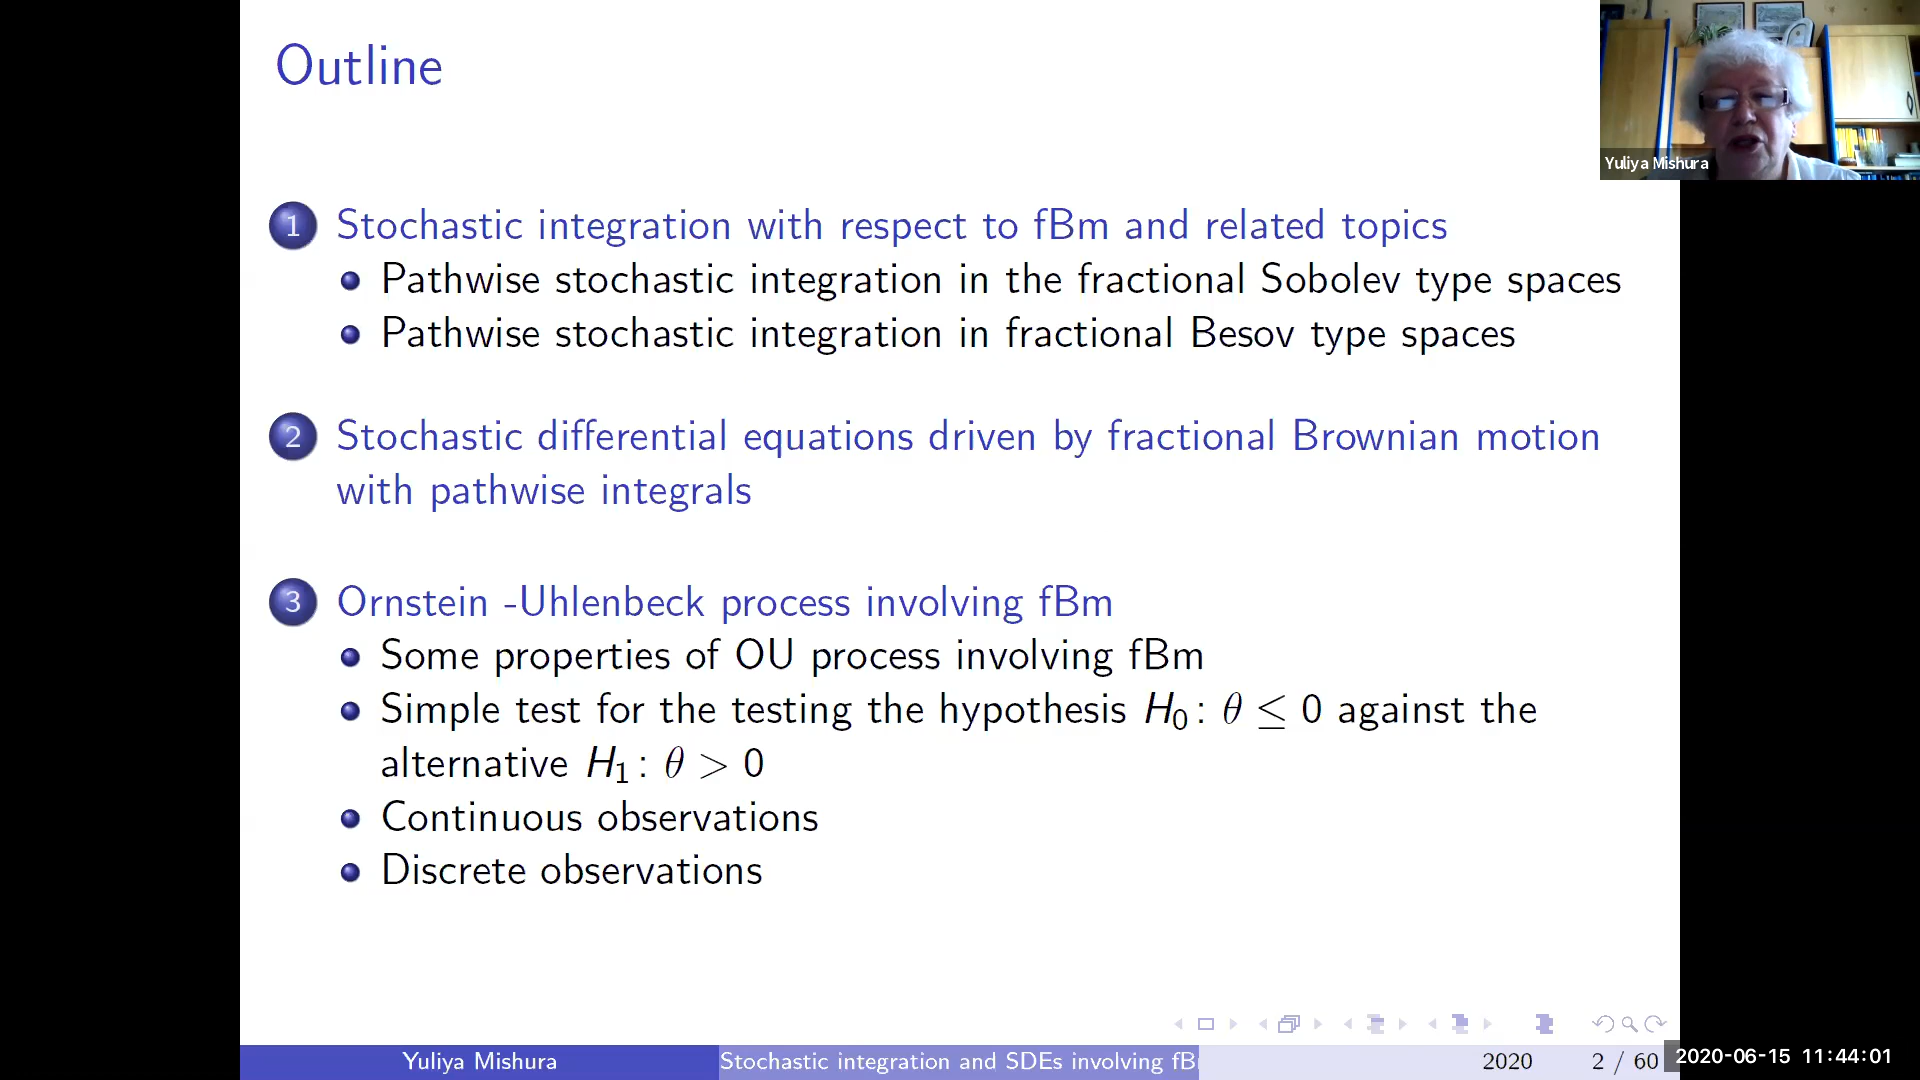 Outline
Yuliya Mishura
1 Stochastic integration with respect to fBm and related topics
Pathwise stochastic integration in the fractional Sobolev type spaces
Pathwise stochastic integration in fractional Besov type spaces
2 Stochastic differential equations driven by fractional Brownian motion
with pathwise integrals
3 Ornstein -Uhlenbeck process involving fBm
Some properties of OU process involving fBm
Simple test for the testing the hypothesis H₀: θ ≤ 0 against the
alternative H₁: θ > 0
Continuous observations
Discrete observations
Yuliya Mishura Stochastic integration and SDEs involving fB 2020 2 / 60
2020-06-15 11:44:01